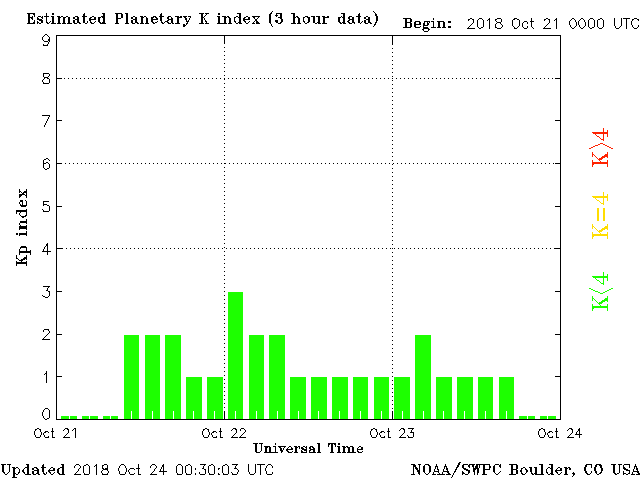 Estimated Planetary K index (3 hour data) Begin: 2018 Oct 21 0000 UTC
9
8
7
6
5
4
3
2
1
0
Kp index
K>4
K=4
K<4
Oct 21 Oct 22 Oct 23 Oct 24
Universal Time
Updated 2018 Oct 24 00:30:03 UTC NOAA/SWPC Boulder, CO USA